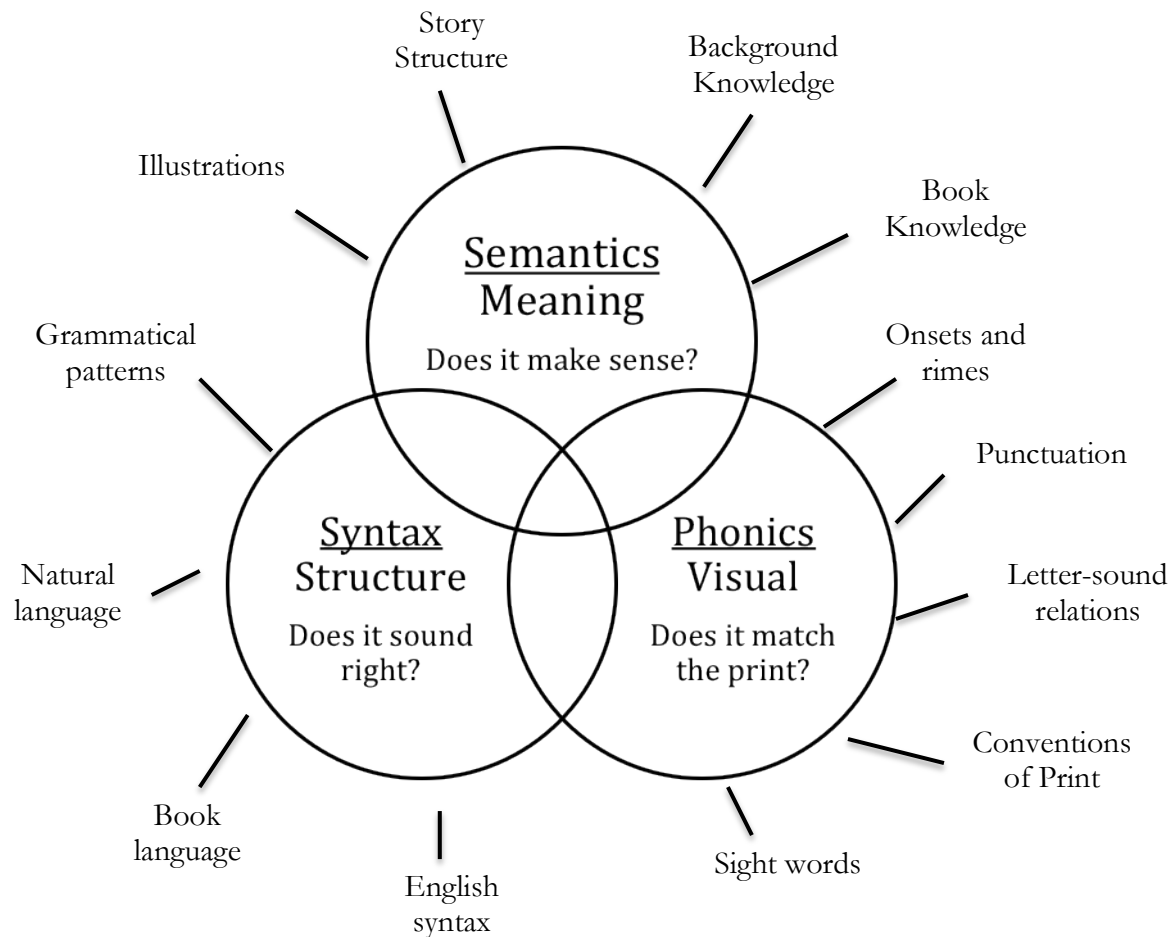 Story
Structure
Background
Knowledge
Illustrations
Book
Knowledge
Semantics
Meaning
Does it make sense?
Grammatical
patterns
Onsets and
rimes
Punctuation
Syntax
Structure
Does it sound
right?
Phonics
Visual
Does it match
the print?
Natural
language
Letter-sound
relations
Conventions
of Print
Book
language
Sight words
English
syntax